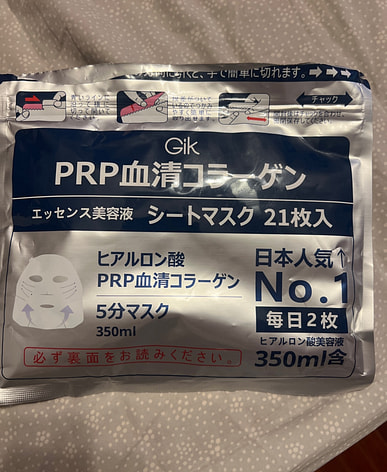 に引くと、手で簡単に切れます。→→→
チャック
Gik
PRP血清コラーゲン
エッセンス美容液 シートマスク 21枚入
ヒアルロン酸
PRP血清コラーゲン
5分マスク
350ml
日本人気↑
No.1
毎日2枚
ヒアルロン酸美容液
350ml含
必ず裏面をお読みください。